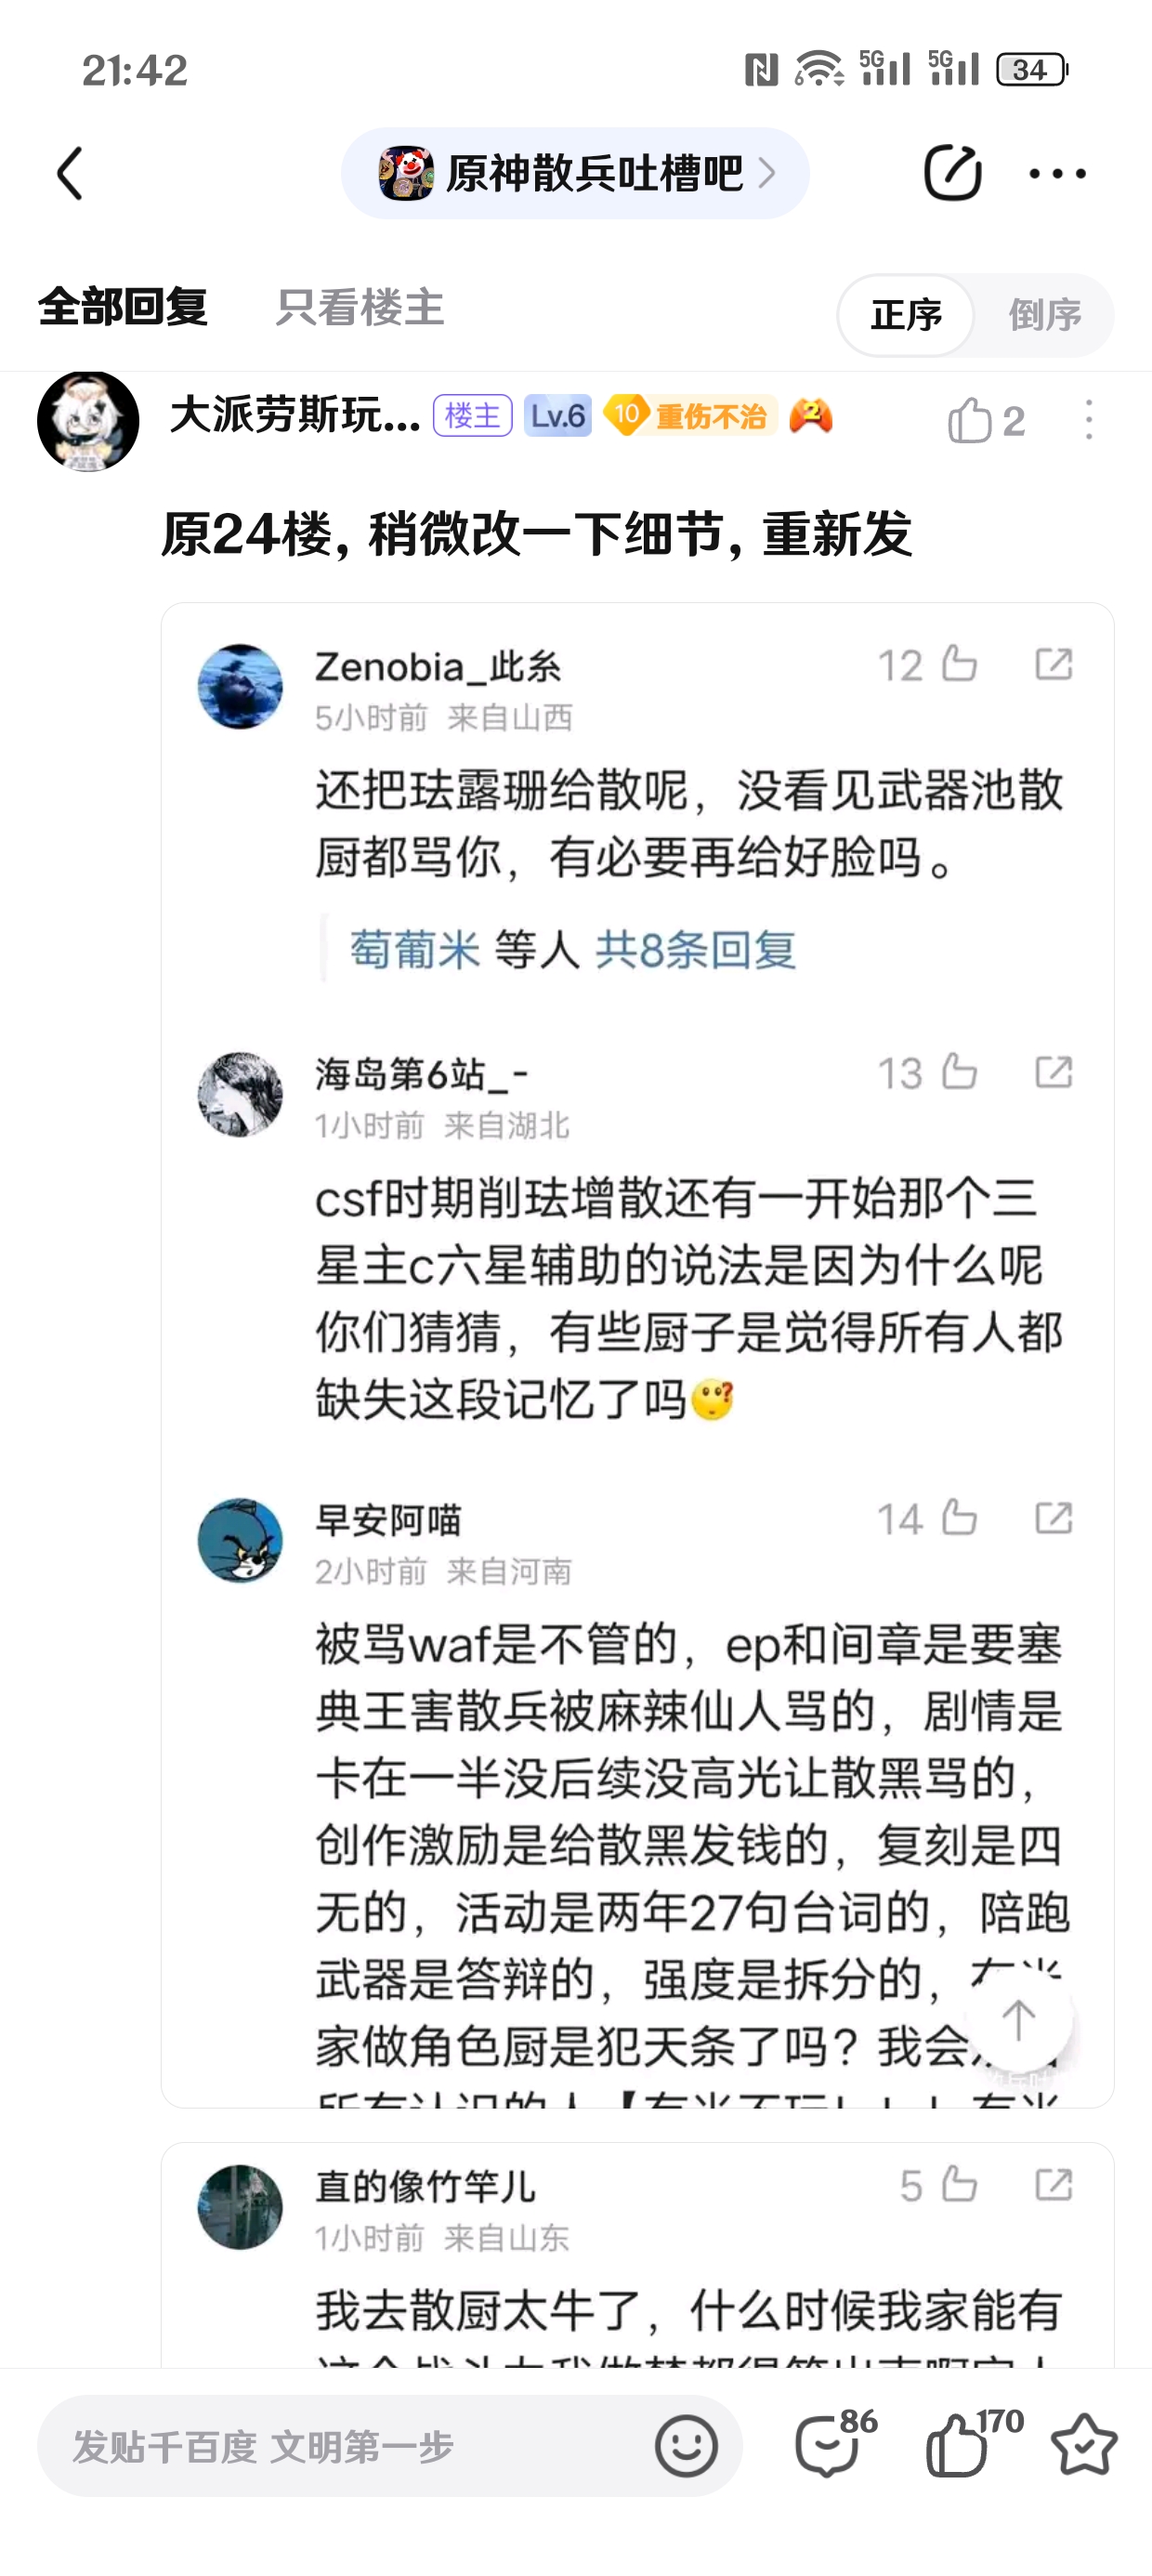 21:42
5G 5G 34
原神散兵吐槽吧
全部回复 只看楼主 正序 倒序
大派劳斯玩... 楼主 Lv.6 10 重伤不治 2 2
原24楼，稍微改一下细节，重新发
Zenobia_此糸 12
5小时前 来自山西
还把珐露珊给散呢，没看见武器池散
厨都骂你，有必要再给好脸吗。
萄葡米 等人 共8条回复
海岛第6站_- 13
1小时前 来自湖北
csf时期削珐增散还有一开始那个三
星主c六星辅助的说法是因为什么呢
你们猜猜，有些厨子是觉得所有人都
缺失这段记忆了吗
早安阿喵 14
2小时前 来自河南
被骂waf是不管的，ep和间章是要塞
典王害散兵被麻辣仙人骂的，剧情是
卡在一半没后续没高光让散黑骂的，
创作激励是给散黑发钱的，复刻是四
无的，活动是两年27句台词的，陪跑
武器是答辩的，强度是拆分的，
家做角色厨是犯天条了吗？我会
直的像竹竿儿 5
1小时前 来自山东
我去散厨太牛了，什么时候我家能有
发贴千百度 文明第一步 86 170